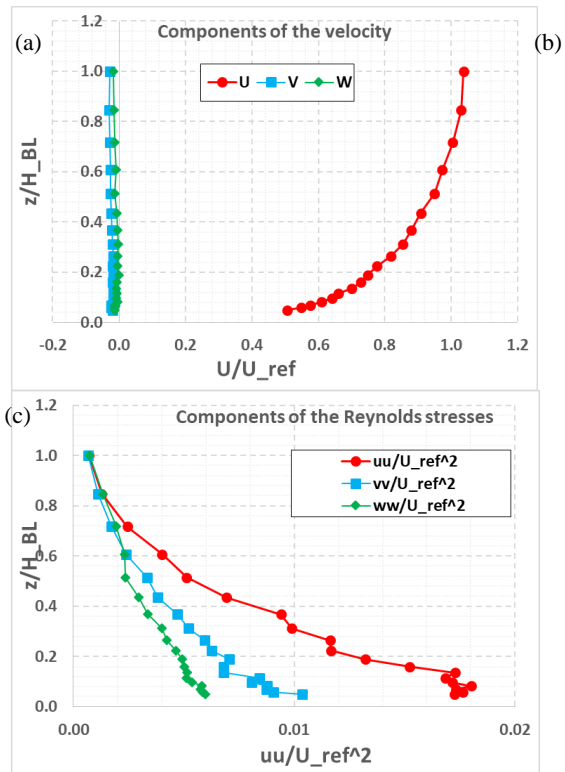 (a)
Components of the velocity
(b)
U V W
1.2
1.0
0.8
0.6
0.4
0.2
0.0
z/H_BL
-0.2 0.0 0.2 0.4 0.6 0.8 1.0 1.2
U/U_ref
(c)
Components of the Reynolds stresses
uu/U_ref^2
vv/U_ref^2
ww/U_ref^2
1.2
1.0
0.8
0.6
0.4
0.2
0.0
z/H_BL
0.00 0.01 0.02
uu/U_ref^2